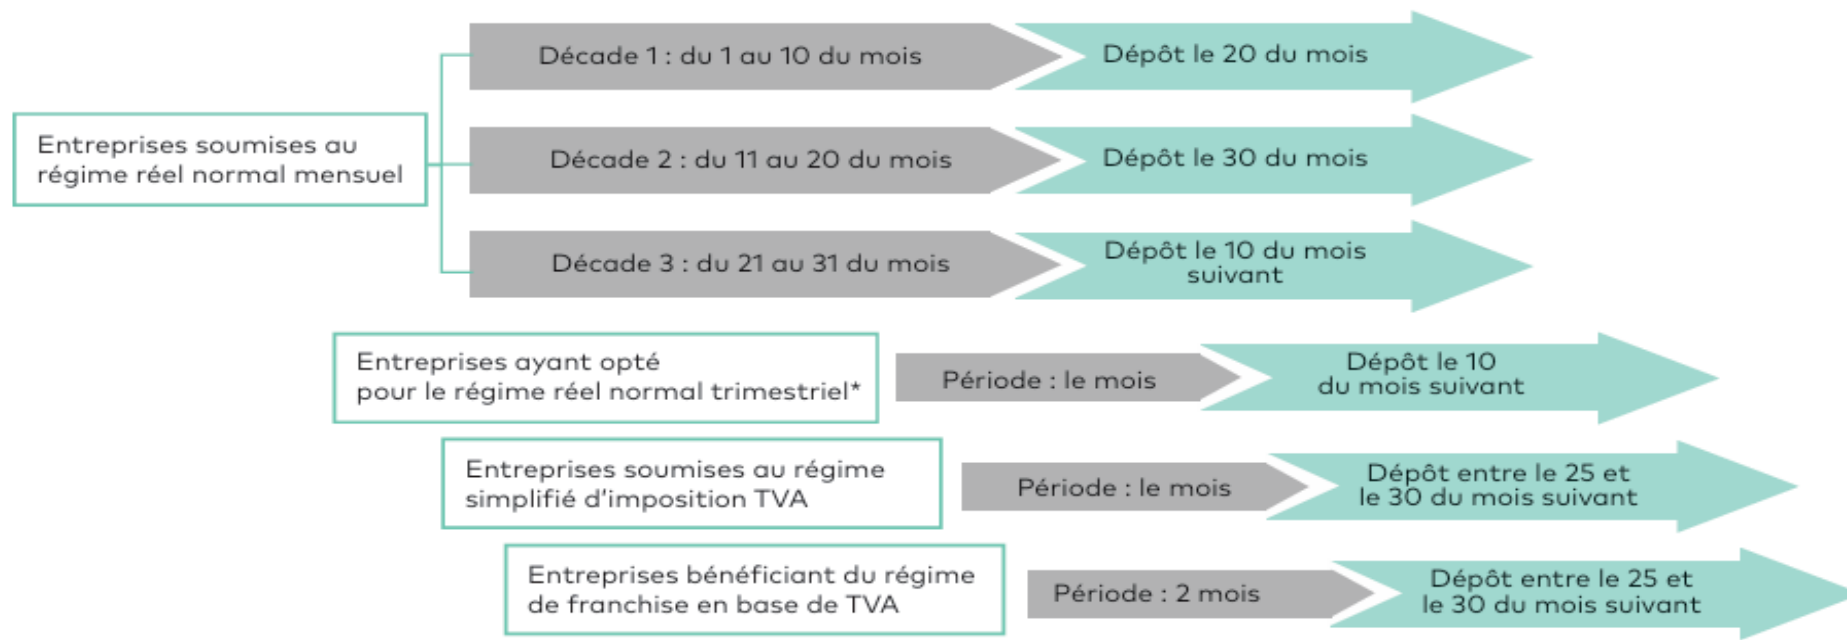 Décade 1 : du 1 au 10 du mois
Dépôt le 20 du mois
Entreprises soumises au
régime réel normal mensuel
Décade 2 : du 11 au 20 du mois
Dépôt le 30 du mois
Décade 3 : du 21 au 31 du mois
Dépôt le 10 du mois
suivant
Entreprises ayant opté
pour le régime réel normal trimestriel*
Période : le mois
Dépôt le 10
du mois suivant
Entreprises soumises au régime
simplifié d'imposition TVA
Période : le mois
Dépôt entre le 25 et
le 30 du mois suivant
Entreprises bénéficiant du régime
de franchise en base de TVA
Période : 2 mois
Dépôt entre le 25 et
le 30 du mois suivant